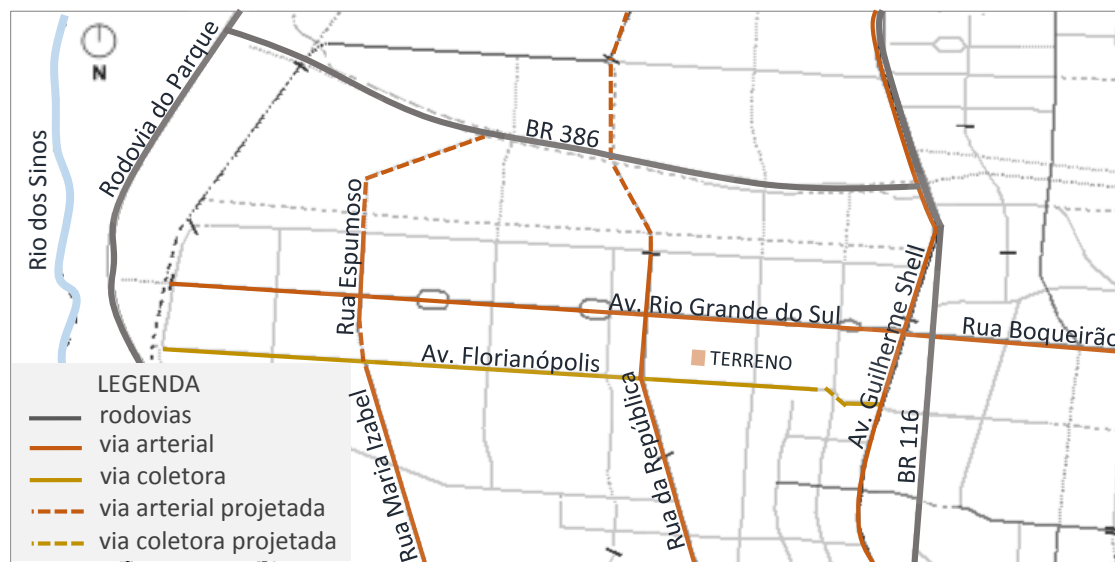 N
Rio dos Sinos
Rodovia do Parque
BR 386
Rua Espumoso
Av. Rio Grande do Sul
Av. Guilherme Shell
Rua Boqueirão
Av. Florianópolis
TERRENO
Rua Maria Izabel
Rua da República
BR 116
LEGENDA
rodovias
via arterial
via coletora
via arterial projetada
via coletora projetada